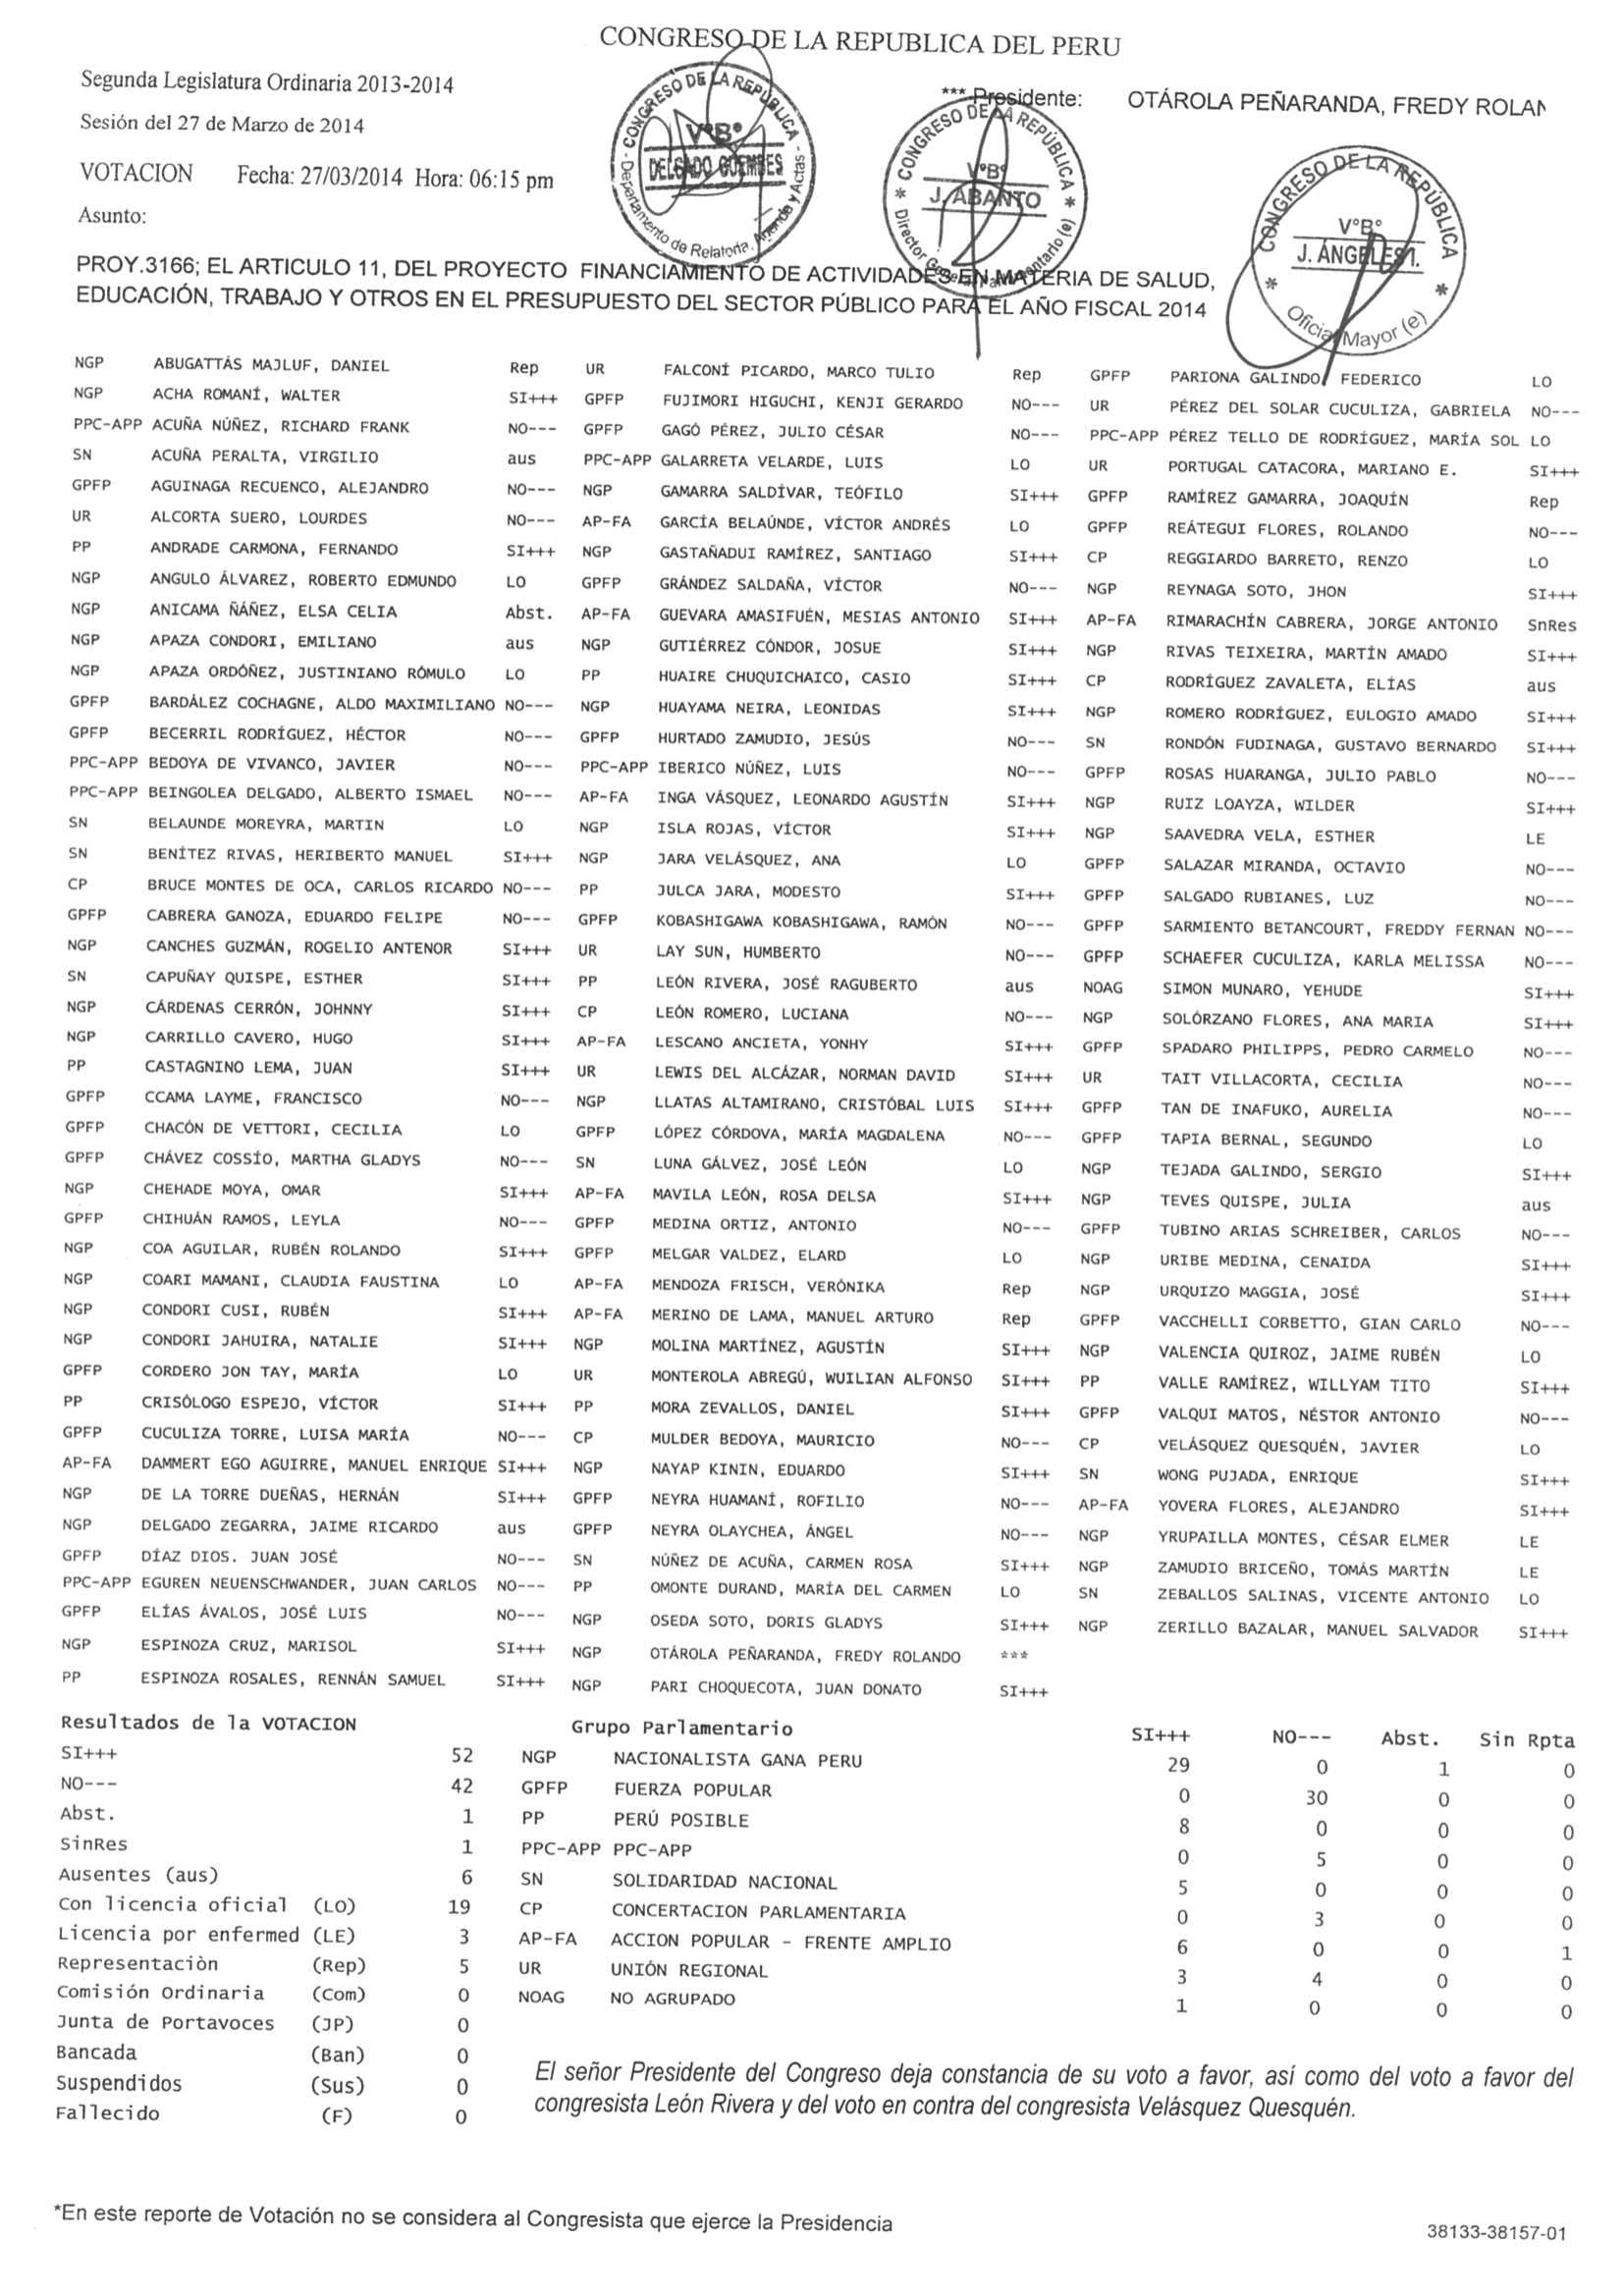 CONGRESO DE LA REPUBLICA DEL PERU
Segunda Legislatura Ordinaria 2013-2014
*** Presidente: OTÁROLA PEÑARANDA, FREDY ROLAN
Sesión del 27 de Marzo de 2014
VOTACION Fecha: 27/03/2014 Hora: 06:15 pm
Asunto:
CONGRESO DE LA REPÚBLICA
V°B°
DELGADO GUEMBES
Departamento de Relatoría, Agenda y Actas
CONGRESO DE LA REPÚBLICA
V°B°
J. ABANTO
Director General Parlamentario (e)
CONGRESO DE LA REPÚBLICA
V°B°
J. ÁNGELES I.
Oficial Mayor (e)
PROY.3166; EL ARTICULO 11, DEL PROYECTO FINANCIAMIENTO DE ACTIVIDADES EN MATERIA DE SALUD,
EDUCACIÓN, TRABAJO Y OTROS EN EL PRESUPUESTO DEL SECTOR PÚBLICO PARA EL AÑO FISCAL 2014
NGP ABUGATTÁS MAJLUF, DANIEL Rep UR FALCONÍ PICARDO, MARCO TULIO Rep GPFP PARIONA GALINDO, FEDERICO LO
NGP ACHA ROMANÍ, WALTER SI+++ GPFP FUJIMORI HIGUCHI, KENJI GERARDO NO--- UR PÉREZ DEL SOLAR CUCULIZA, GABRIELA NO---
PPC-APP ACUÑA NÚÑEZ, RICHARD FRANK NO--- GPFP GAGÓ PÉREZ, JULIO CÉSAR NO--- PPC-APP PÉREZ TELLO DE RODRÍGUEZ, MARÍA SOL LO
SN ACUÑA PERALTA, VIRGILIO aus PPC-APP GALARRETA VELARDE, LUIS LO UR PORTUGAL CATACORA, MARIANO E. SI+++
GPFP AGUINAGA RECUENCO, ALEJANDRO NO--- NGP GAMARRA SALDÍVAR, TEÓFILO SI+++ GPFP RAMÍREZ GAMARRA, JOAQUÍN Rep
UR ALCORTA SUERO, LOURDES NO--- AP-FA GARCÍA BELAÚNDE, VÍCTOR ANDRÉS LO GPFP REÁTEGUI FLORES, ROLANDO NO---
PP ANDRADE CARMONA, FERNANDO SI+++ NGP GASTAÑADUI RAMÍREZ, SANTIAGO SI+++ CP REGGIARDO BARRETO, RENZO LO
NGP ANGULO ÁLVAREZ, ROBERTO EDMUNDO LO GPFP GRÁNDEZ SALDAÑA, VÍCTOR NO--- NGP REYNAGA SOTO, JHON SI+++
NGP ANICAMA ÑÁÑEZ, ELSA CELIA Abst. AP-FA GUEVARA AMASIFUÉN, MESIAS ANTONIO SI+++ AP-FA RIMARACHÍN CABRERA, JORGE ANTONIO SnRes
NGP APAZA CONDORI, EMILIANO aus NGP GUTIÉRREZ CÓNDOR, JOSUE SI+++ NGP RIVAS TEIXEIRA, MARTÍN AMADO SI+++
NGP APAZA ORDÓÑEZ, JUSTINIANO RÓMULO LO PP HUAIRE CHUQUICHAICO, CASIO SI+++ CP RODRÍGUEZ ZAVALETA, ELÍAS aus
GPFP BARDÁLEZ COCHAGNE, ALDO MAXIMILIANO NO--- NGP HUAYAMA NEIRA, LEONIDAS SI+++ NGP ROMERO RODRÍGUEZ, EULOGIO AMADO SI+++
GPFP BECERRIL RODRÍGUEZ, HÉCTOR NO--- GPFP HURTADO ZAMUDIO, JESÚS NO--- SN RONDÓN FUDINAGA, GUSTAVO BERNARDO SI+++
PPC-APP BEDOYA DE VIVANCO, JAVIER NO--- PPC-APP IBERICO NÚÑEZ, LUIS NO--- GPFP ROSAS HUARANGA, JULIO PABLO NO---
PPC-APP BEINGOLEA DELGADO, ALBERTO ISMAEL NO--- AP-FA INGA VÁSQUEZ, LEONARDO AGUSTÍN SI+++ NGP RUIZ LOAYZA, WILDER SI+++
SN BELAUNDE MOREYRA, MARTIN LO NGP ISLA ROJAS, VÍCTOR SI+++ NGP SAAVEDRA VELA, ESTHER LE
SN BENÍTEZ RIVAS, HERIBERTO MANUEL SI+++ NGP JARA VELÁSQUEZ, ANA LO GPFP SALAZAR MIRANDA, OCTAVIO NO---
CP BRUCE MONTES DE OCA, CARLOS RICARDO NO--- PP JULCA JARA, MODESTO SI+++ GPFP SALGADO RUBIANES, LUZ NO---
GPFP CABRERA GANOZA, EDUARDO FELIPE NO--- GPFP KOBASHIGAWA KOBASHIGAWA, RAMÓN NO--- GPFP SARMIENTO BETANCOURT, FREDDY FERNAN NO---
NGP CANCHES GUZMÁN, ROGELIO ANTENOR SI+++ UR LAY SUN, HUMBERTO NO--- GPFP SCHAEFER CUCULIZA, KARLA MELISSA NO---
SN CAPUÑAY QUISPE, ESTHER SI+++ PP LEÓN RIVERA, JOSÉ RAGUBERTO aus NOAG SIMON MUNARO, YEHUDE SI+++
NGP CÁRDENAS CERRÓN, JOHNNY SI+++ CP LEÓN ROMERO, LUCIANA NO--- NGP SOLÓRZANO FLORES, ANA MARIA SI+++
NGP CARRILLO CAVERO, HUGO SI+++ AP-FA LESCANO ANCIETA, YONHY SI+++ GPFP SPADARO PHILIPPS, PEDRO CARMELO NO---
PP CASTAGNINO LEMA, JUAN SI+++ UR LEWIS DEL ALCÁZAR, NORMAN DAVID SI+++ UR TAIT VILLACORTA, CECILIA NO---
GPFP CCAMA LAYME, FRANCISCO NO--- NGP LLATAS ALTAMIRANO, CRISTÓBAL LUIS SI+++ GPFP TAN DE INAFUKO, AURELIA NO---
GPFP CHACÓN DE VETTORI, CECILIA LO GPFP LÓPEZ CÓRDOVA, MARÍA MAGDALENA NO--- GPFP TAPIA BERNAL, SEGUNDO LO
GPFP CHÁVEZ COSSÍO, MARTHA GLADYS NO--- SN LUNA GÁLVEZ, JOSÉ LEÓN LO NGP TEJADA GALINDO, SERGIO SI+++
NGP CHEHADE MOYA, OMAR SI+++ AP-FA MAVILA LEÓN, ROSA DELSA SI+++ NGP TEVES QUISPE, JULIA aus
GPFP CHIHUÁN RAMOS, LEYLA NO--- GPFP MEDINA ORTIZ, ANTONIO NO--- GPFP TUBINO ARIAS SCHREIBER, CARLOS NO---
NGP COA AGUILAR, RUBÉN ROLANDO SI+++ GPFP MELGAR VALDEZ, ELARD LO NGP URIBE MEDINA, CENAIDA SI+++
NGP COARI MAMANI, CLAUDIA FAUSTINA LO AP-FA MENDOZA FRISCH, VERÓNIKA Rep NGP URQUIZO MAGGIA, JOSÉ SI+++
NGP CONDORI CUSI, RUBÉN SI+++ AP-FA MERINO DE LAMA, MANUEL ARTURO Rep GPFP VACCHELLI CORBETTO, GIAN CARLO NO---
NGP CONDORI JAHUIRA, NATALIE SI+++ NGP MOLINA MARTÍNEZ, AGUSTÍN SI+++ NGP VALENCIA QUIROZ, JAIME RUBÉN LO
GPFP CORDERO JON TAY, MARÍA LO UR MONTEROLA ABREGÚ, WUILIAN ALFONSO SI+++ PP VALLE RAMÍREZ, WILLYAM TITO SI+++
PP CRISÓLOGO ESPEJO, VÍCTOR SI+++ PP MORA ZEVALLOS, DANIEL SI+++ GPFP VALQUI MATOS, NÉSTOR ANTONIO NO---
GPFP CUCULIZA TORRE, LUISA MARÍA NO--- CP MULDER BEDOYA, MAURICIO NO--- CP VELÁSQUEZ QUESQUÉN, JAVIER LO
AP-FA DAMMERT EGO AGUIRRE, MANUEL ENRIQUE SI+++ NGP NAYAP KININ, EDUARDO SI+++ SN WONG PUJADA, ENRIQUE SI+++
NGP DE LA TORRE DUEÑAS, HERNÁN SI+++ GPFP NEYRA HUAMANÍ, ROFILIO NO--- AP-FA YOVERA FLORES, ALEJANDRO SI+++
NGP DELGADO ZEGARRA, JAIME RICARDO aus GPFP NEYRA OLAYCHEA, ÁNGEL NO--- NGP YRUPAILLA MONTES, CÉSAR ELMER LE
GPFP DÍAZ DIOS. JUAN JOSÉ NO--- SN NÚÑEZ DE ACUÑA, CARMEN ROSA SI+++ NGP ZAMUDIO BRICEÑO, TOMÁS MARTÍN LE
PPC-APP EGUREN NEUENSCHWANDER, JUAN CARLOS NO--- PP OMONTE DURAND, MARÍA DEL CARMEN LO SN ZEBALLOS SALINAS, VICENTE ANTONIO LO
GPFP ELÍAS ÁVALOS, JOSÉ LUIS NO--- NGP OSEDA SOTO, DORIS GLADYS SI+++ NGP ZERILLO BAZALAR, MANUEL SALVADOR SI+++
NGP ESPINOZA CRUZ, MARISOL SI+++ NGP OTÁROLA PEÑARANDA, FREDY ROLANDO ***
PP ESPINOZA ROSALES, RENNÁN SAMUEL SI+++ NGP PARI CHOQUECOTA, JUAN DONATO SI+++
Resultados de la VOTACION Grupo Parlamentario SI+++ NO--- Abst. Sin Rpta
SI+++ 52 NGP NACIONALISTA GANA PERU 29 0 1 0
NO--- 42 GPFP FUERZA POPULAR 0 30 0 0
Abst. 1 PP PERÚ POSIBLE 8 0 0 0
SinRes 1 PPC-APP PPC-APP 0 5 0 0
Ausentes (aus) 6 SN SOLIDARIDAD NACIONAL 5 0 0 0
Con licencia oficial (LO) 19 CP CONCERTACION PARLAMENTARIA 0 3 0 0
Licencia por enfermed (LE) 3 AP-FA ACCION POPULAR - FRENTE AMPLIO 6 0 0 1
Representaciòn (Rep) 5 UR UNIÓN REGIONAL 3 4 0 0
Comisión Ordinaria (Com) 0 NOAG NO AGRUPADO 1 0 0 0
Junta de Portavoces (JP) 0
Bancada (Ban) 0
Suspendidos (Sus) 0
Fallecido (F) 0
El señor Presidente del Congreso deja constancia de su voto a favor, así como del voto a favor del
congresista León Rivera y del voto en contra del congresista Velásquez Quesquén.
*En este reporte de Votación no se considera al Congresista que ejerce la Presidencia
38133-38157-01